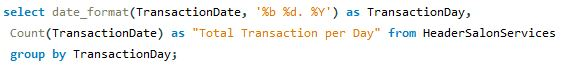 select date_format(TransactionDate, '%b %d. %Y') as TransactionDay,
Count(TransactionDate) as "Total Transaction per Day" from HeaderSalonServices
group by TransactionDay;